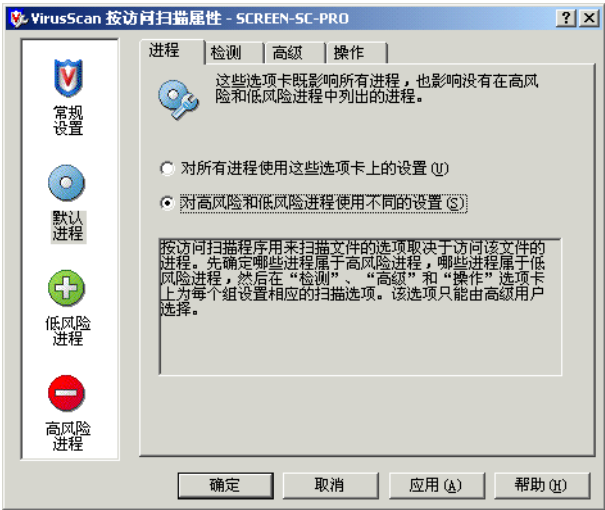 VirusScan 按访问扫描属性 - SCREEN-SC-PRO
常规
设置
默认
进程
低风险
进程
高风险
进程
进程 检测 高级 操作
这些选项卡既影响所有进程，也影响没有在高风
险和低风险进程中列出的进程。
对所有进程使用这些选项卡上的设置(U)
对高风险和低风险进程使用不同的设置(S)
按访问扫描程序用来扫描文件的选项取决于访问该文件的
进程。先确定哪些进程属于高风险进程，哪些进程属于低
风险进程，然后在“检测”、“高级”和“操作”选项卡
上为每个组设置相应的扫描选项。该选项只能由高级用户
选择。
确定 取消 应用(A) 帮助(H)